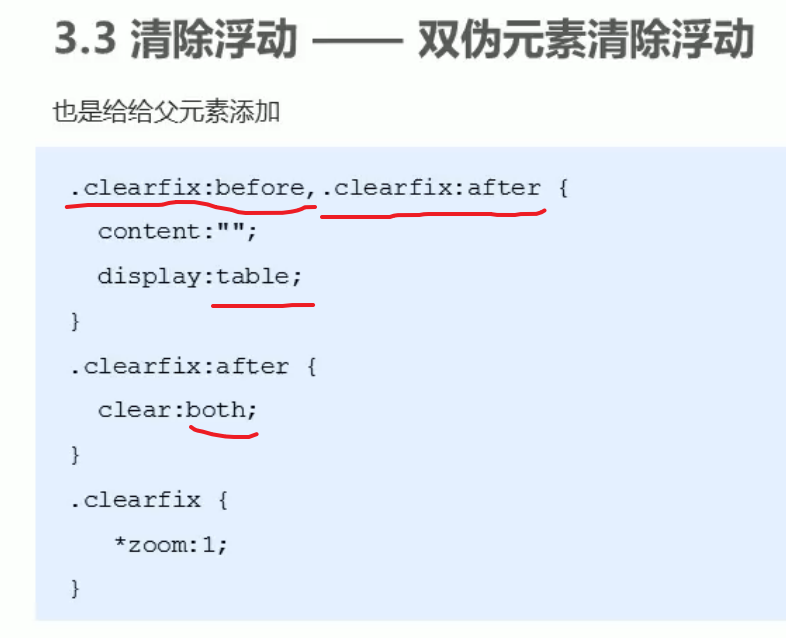 3.3 清除浮动 —— 双伪元素清除浮动
也是给给父元素添加
.clearfix:before,.clearfix:after {
content:"";
display:table;
}
.clearfix:after {
clear:both;
}
.clearfix {
*zoom:1;
}